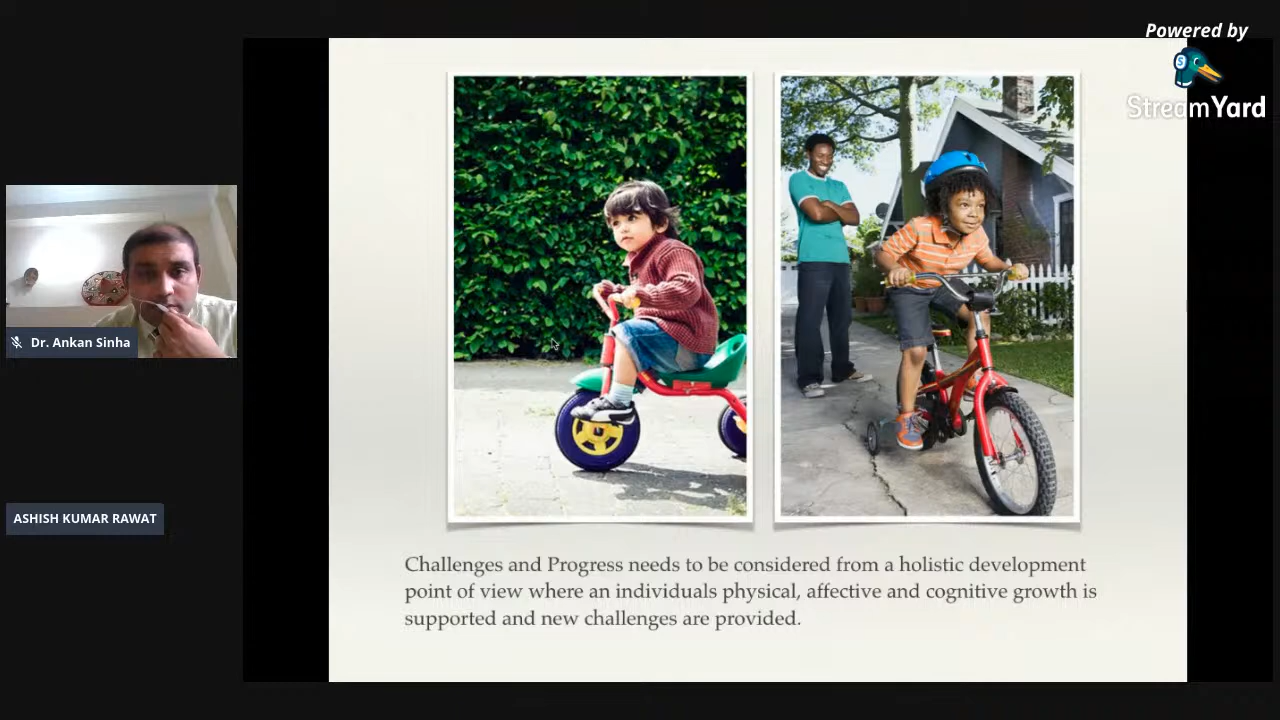 Powered by
StreamYard
Dr. Ankan Sinha
ASHISH KUMAR RAWAT
Challenges and Progress needs to be considered from a holistic development
point of view where an individuals physical, affective and cognitive growth is
supported and new challenges are provided.